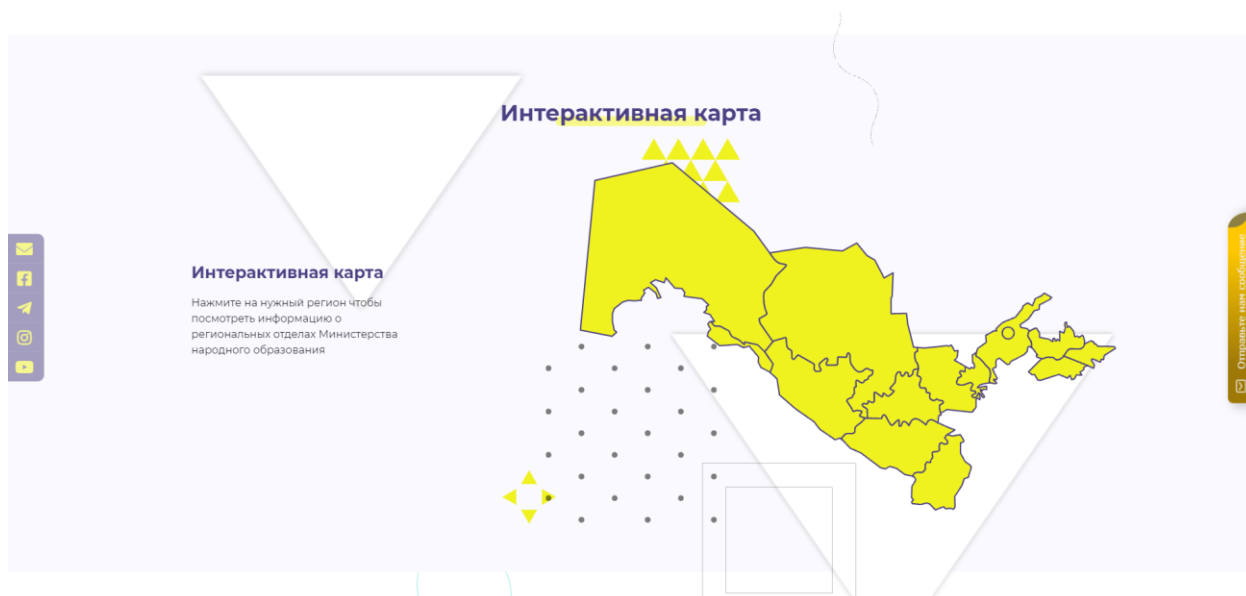 Интерактивная карта
Интерактивная карта
Нажмите на нужный регион чтобы
посмотреть информацию о
региональных отделах Министерства
народного образования
Отправьте нам сообщение